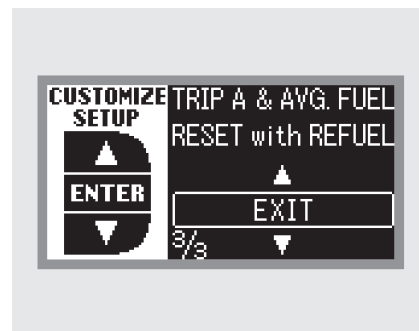 CUSTOMIZE
SETUP
ENTER
TRIP A & AVG. FUEL
RESET with REFUEL
EXIT
3/3